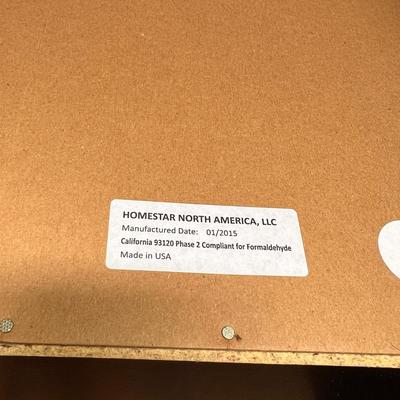 HOMESTAR NORTH AMERICA, LLC
Manufactured Date: 01/2015
California 93120 Phase 2 Compliant for Formaldehyde
Made in USA